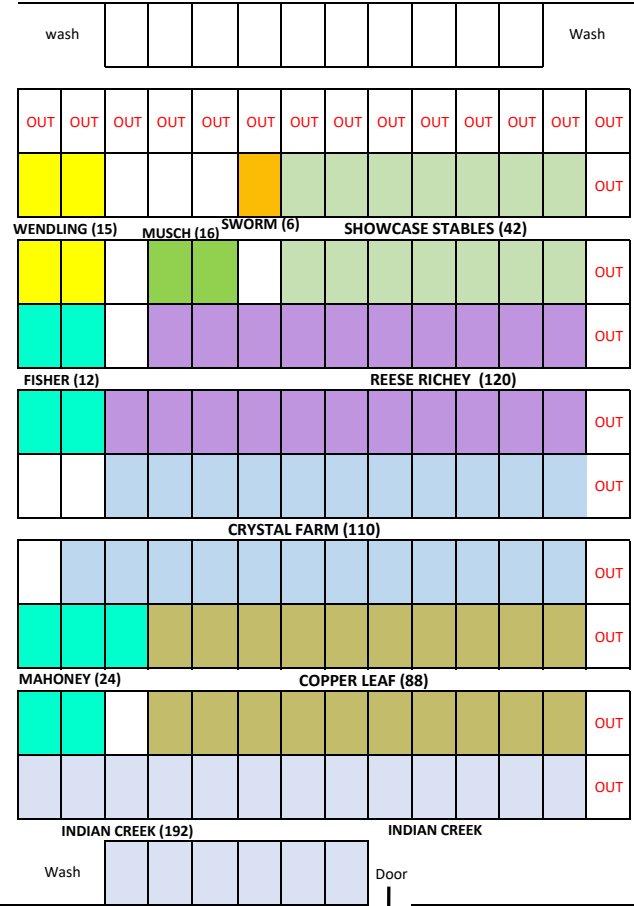 wash Wash
OUT OUT OUT OUT OUT OUT OUT OUT OUT OUT OUT OUT OUT OUT
OUT
WENDLING (15) MUSCH (16) SWORM (6) SHOWCASE STABLES (42)
OUT
OUT
FISHER (12) REESE RICHEY (120)
OUT
OUT
CRYSTAL FARM (110)
OUT
OUT
MAHONEY (24) COPPER LEAF (88)
OUT
OUT
INDIAN CREEK (192) INDIAN CREEK
Wash Door